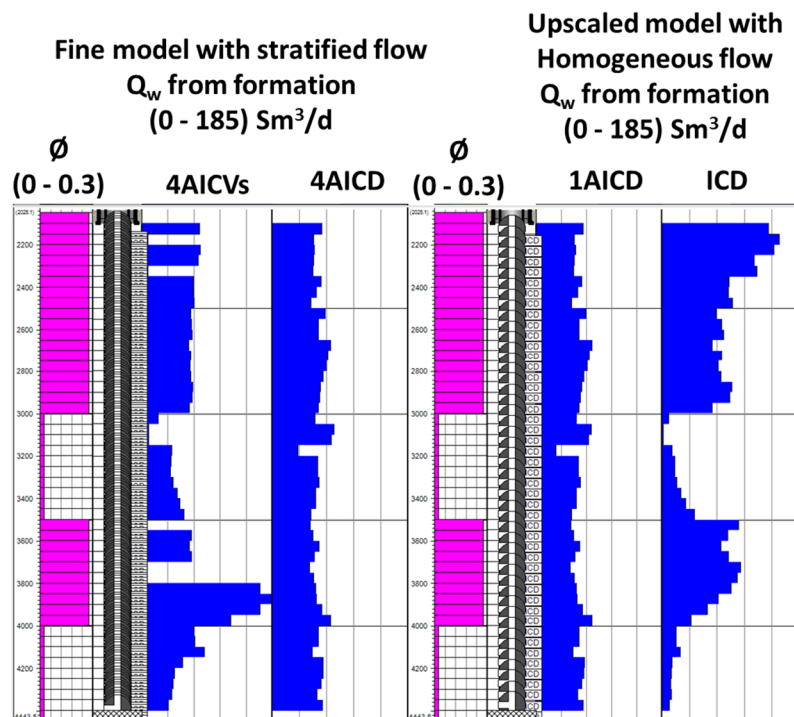 Fine model with stratified flow
Qw from formation
(0 - 185) Sm³/d
Upscaled model with
Homogeneous flow
Qw from formation
(0 - 185) Sm³/d
Ø
(0 - 0.3)
4AICVs
4AICD
Ø
(0 - 0.3)
1AICD
ICD
2200
2400
2600
2800
3000
3200
3400
3600
3800
4000
4200
2200
2400
2600
2800
3000
3200
3400
3600
3800
4000
4200